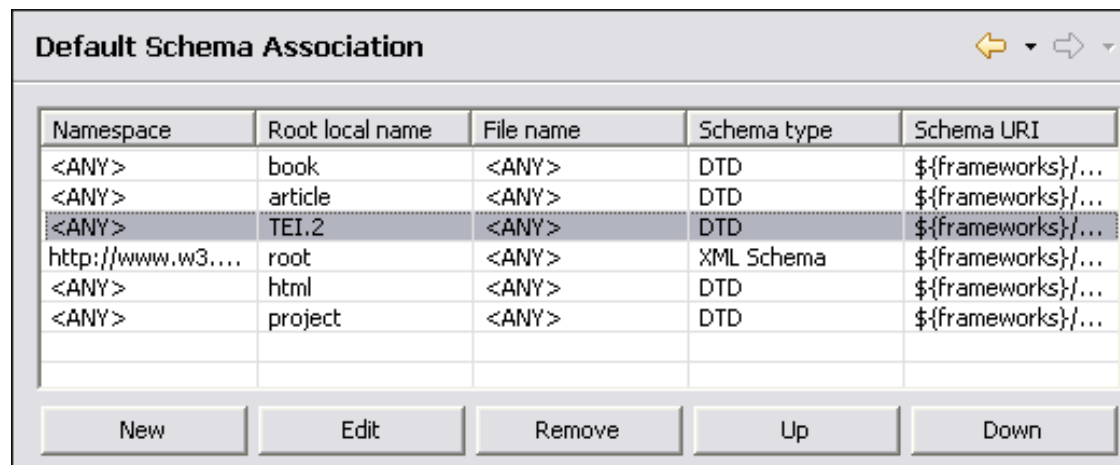 Default Schema Association
Namespace Root local name File name Schema type Schema URI
<ANY> book <ANY> DTD ${frameworks}/...
<ANY> article <ANY> DTD ${frameworks}/...
<ANY> TEI.2 <ANY> DTD ${frameworks}/...
http://www.w3.... root <ANY> XML Schema ${frameworks}/...
<ANY> html <ANY> DTD ${frameworks}/...
<ANY> project <ANY> DTD ${frameworks}/...
New Edit Remove Up Down